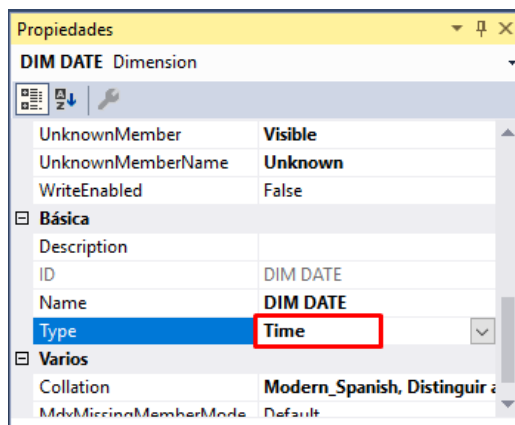 Propiedades
DIM DATE Dimension
UnknownMember Visible
UnknownMemberName Unknown
WriteEnabled False
Básica
Description
ID DIM DATE
Name DIM DATE
Type Time
Varios
Collation Modern_Spanish, Distinguir
MdxMissingMemberMode Default